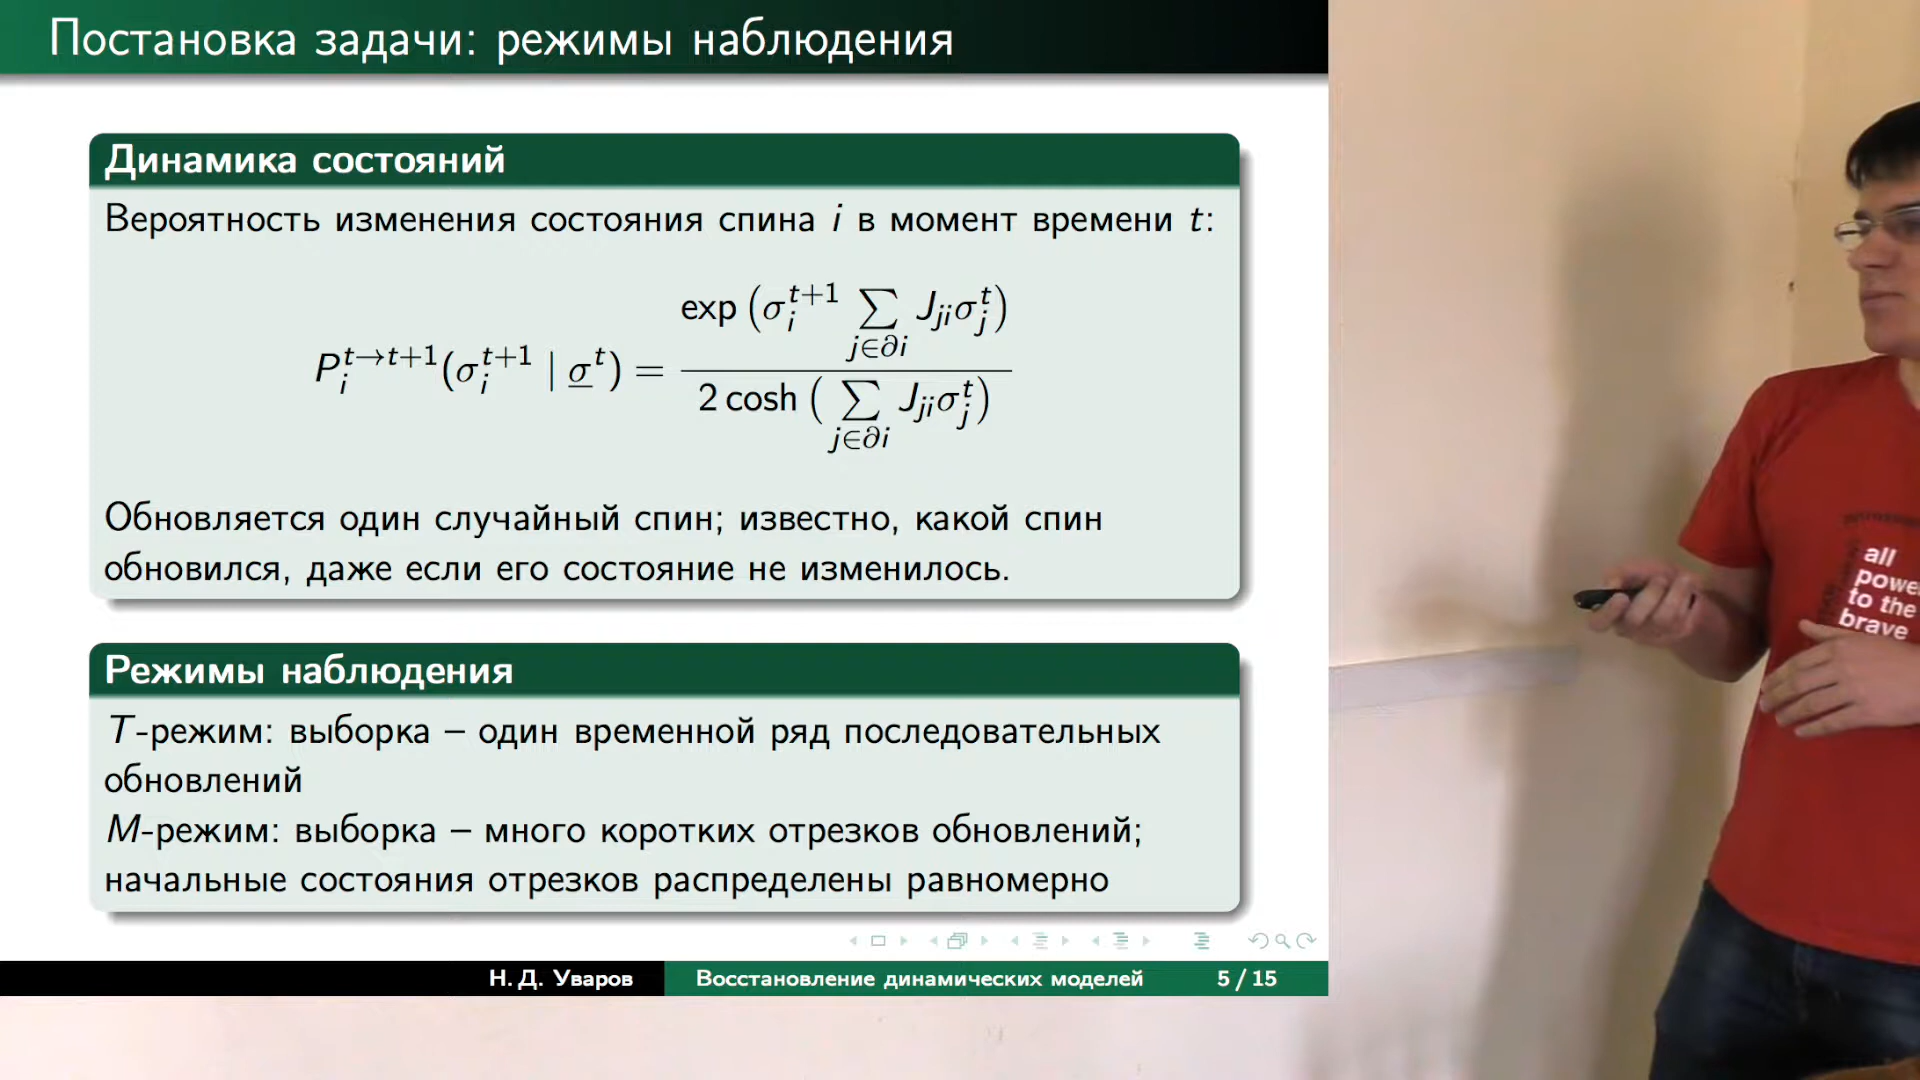 Постановка задачи: режимы наблюдения
Динамика состояний
Вероятность изменения состояния спина i в момент времени t:
P_i^{t→t+1}(σ_i^{t+1} | σ^t) = exp (σ_i^{t+1} ∑_{j∈∂i} J_{ji}σ_j^t) / 2 cosh (∑_{j∈∂i} J_{ji}σ_j^t)
Обновляется один случайный спин; известно, какой спин
обновился, даже если его состояние не изменилось.
Режимы наблюдения
T-режим: выборка – один временной ряд последовательных
обновлений
M-режим: выборка – много коротких отрезков обновлений;
начальные состояния отрезков распределены равномерно
Н. Д. Уваров
Восстановление динамических моделей
5 / 15
all
to the
brave